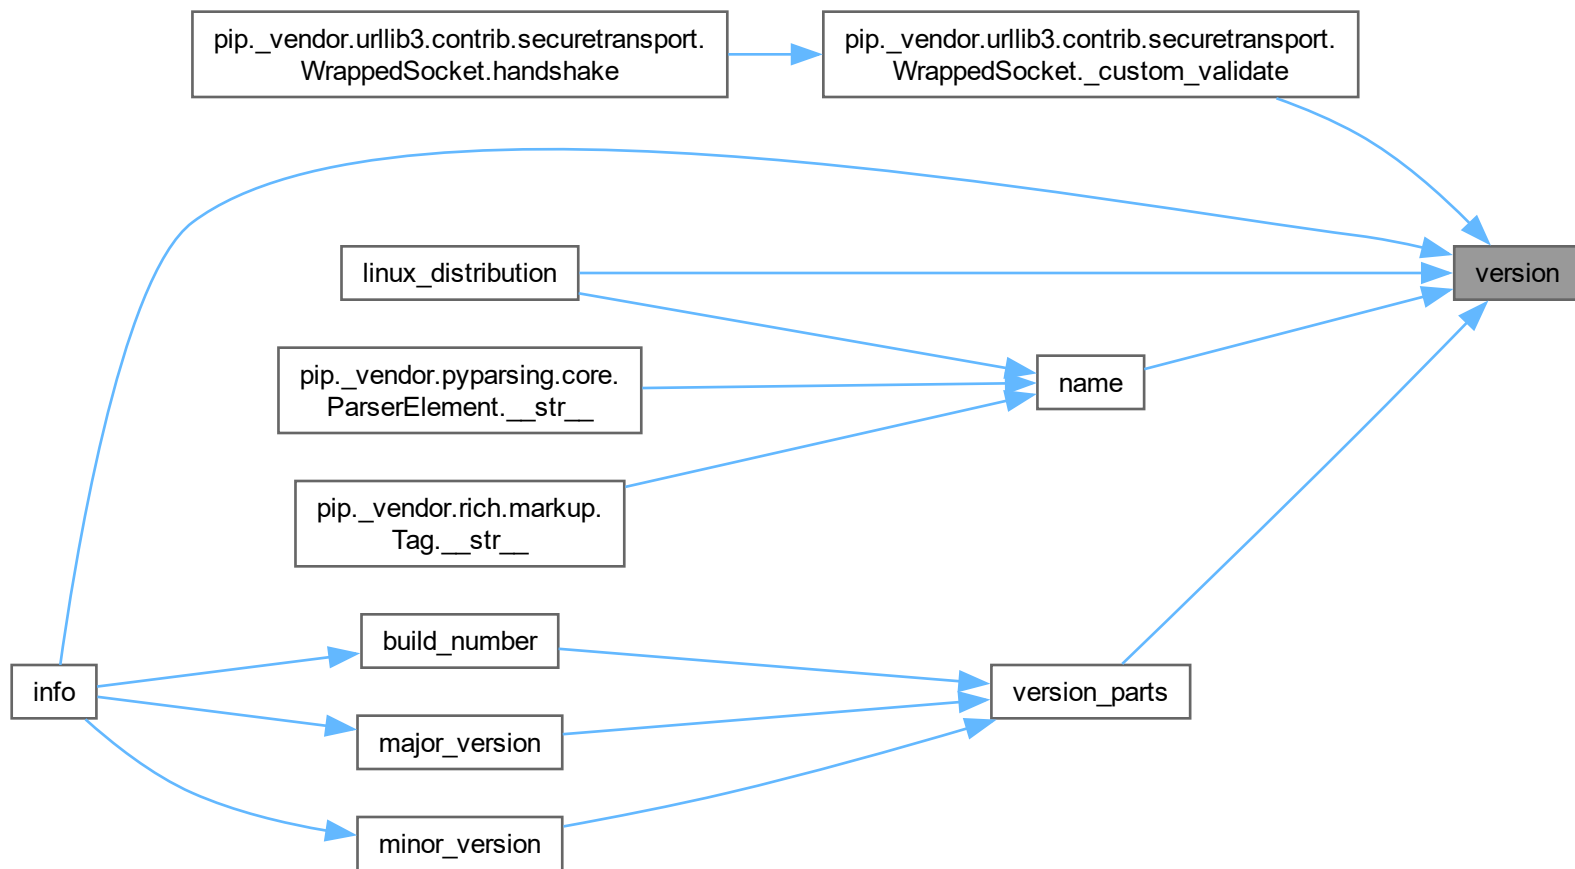 pip._vendor.urllib3.contrib.securetransport.
WrappedSocket.handshake
pip._vendor.urllib3.contrib.securetransport.
WrappedSocket._custom_validate
version
linux_distribution
name
pip._vendor.pyparsing.core.
ParserElement.__str__
pip._vendor.rich.markup.
Tag.__str__
build_number
info
version_parts
major_version
minor_version